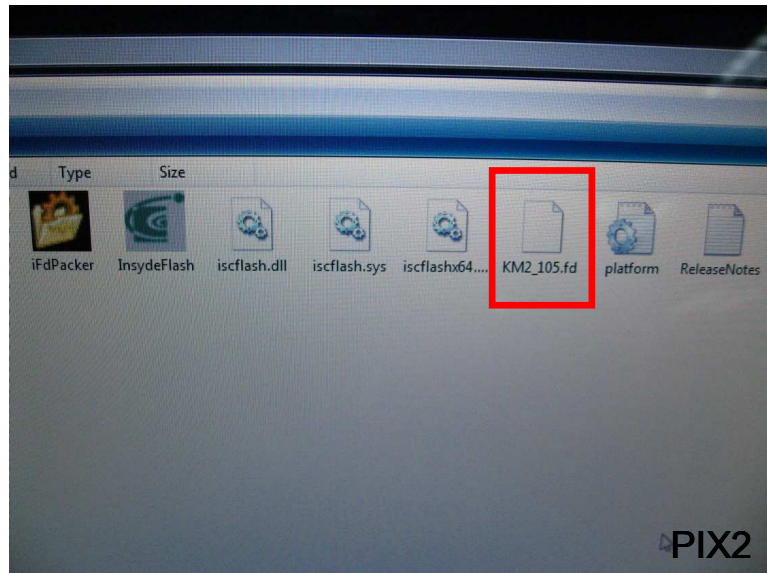 d Type Size
iFdPacker InsydeFlash iscflash.dll iscflash.sys iscflashx64.... KM2_105.fd platform ReleaseNotes
PIX2